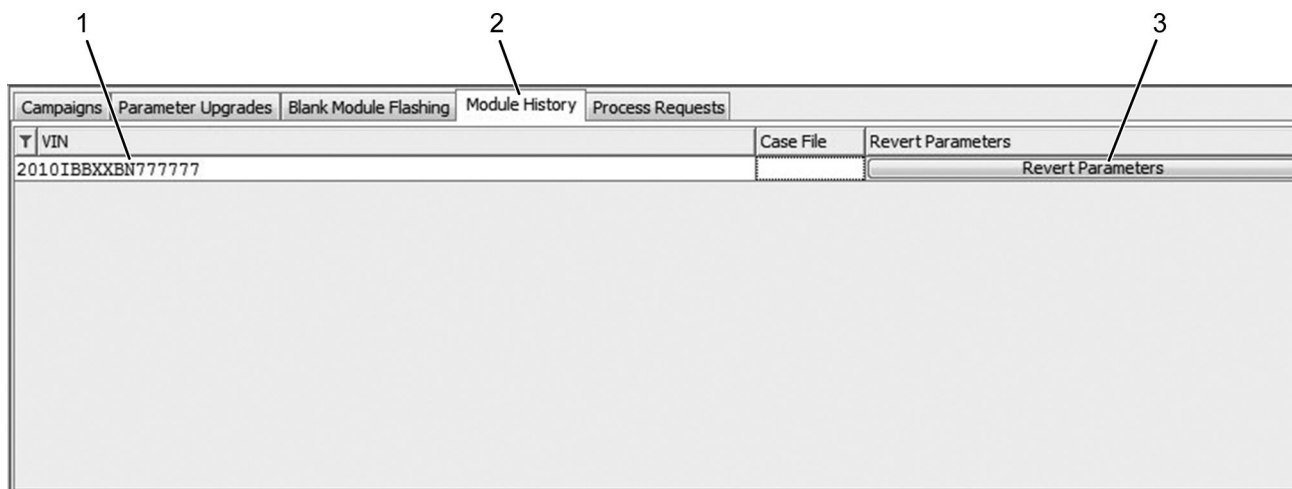 1 2 3
Campaigns Parameter Upgrades Blank Module Flashing Module History Process Requests
VIN Case File Revert Parameters
2010IBBXXBN777777 Revert Parameters